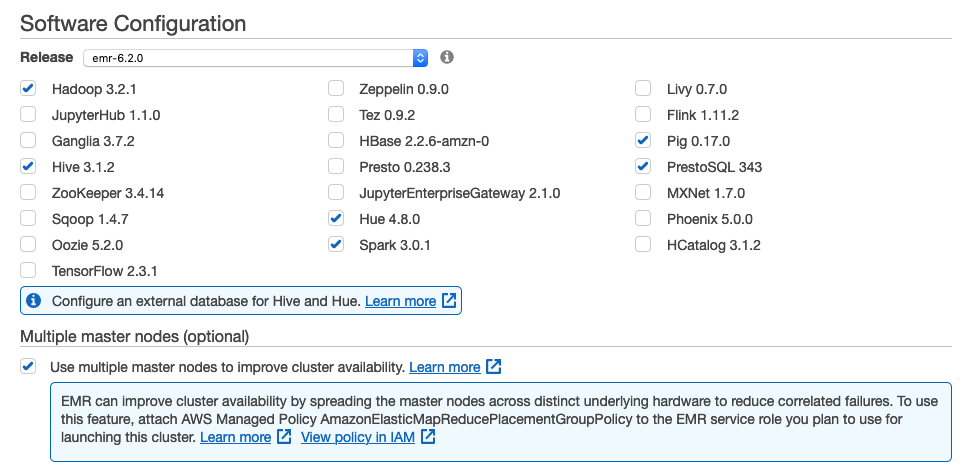 Software Configuration
Release emr-6.2.0
Hadoop 3.2.1 Zeppelin 0.9.0 Livy 0.7.0
JupyterHub 1.1.0 Tez 0.9.2 Flink 1.11.2
Ganglia 3.7.2 HBase 2.2.6-amzn-0 Pig 0.17.0
Hive 3.1.2 Presto 0.238.3 PrestoSQL 343
ZooKeeper 3.4.14 JupyterEnterpriseGateway 2.1.0 MXNet 1.7.0
Sqoop 1.4.7 Hue 4.8.0 Phoenix 5.0.0
Oozie 5.2.0 Spark 3.0.1 HCatalog 3.1.2
TensorFlow 2.3.1
Configure an external database for Hive and Hue. Learn more
Multiple master nodes (optional)
Use multiple master nodes to improve cluster availability. Learn more
EMR can improve cluster availability by spreading the master nodes across distinct underlying hardware to reduce correlated failures. To use
this feature, attach AWS Managed Policy AmazonElasticMapReducePlacementGroupPolicy to the EMR service role you plan to use for
launching this cluster. Learn more View policy in IAM